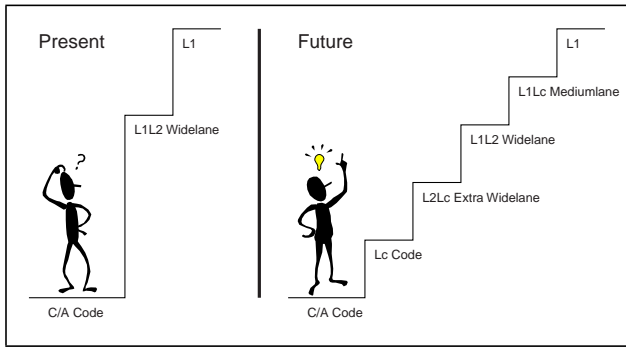 Present
L1
L1L2 Widelane
?
C/A Code
Future
L1
L1Lc Mediumlane
L1L2 Widelane
L2Lc Extra Widelane
Lc Code
C/A Code